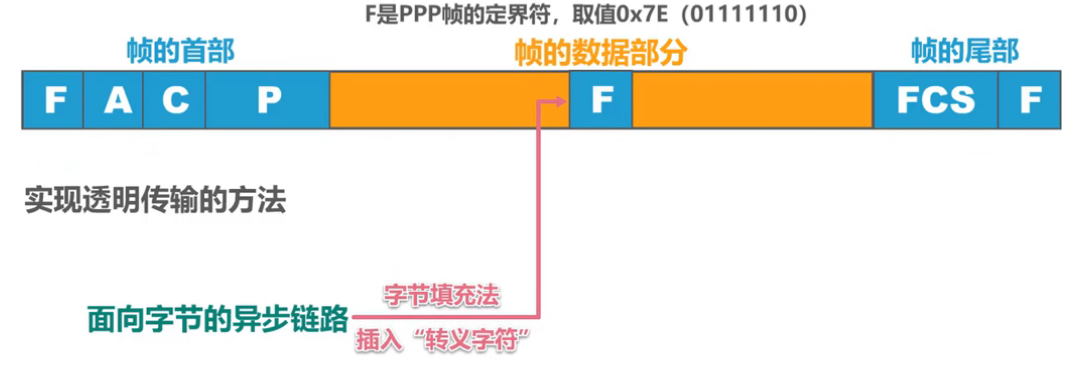 F是PPP帧的定界符，取值0x7E（01111110）
帧的首部 帧的数据部分 帧的尾部
F A C P F FCS F
实现透明传输的方法
字节填充法
面向字节的异步链路
插入“转义字符”